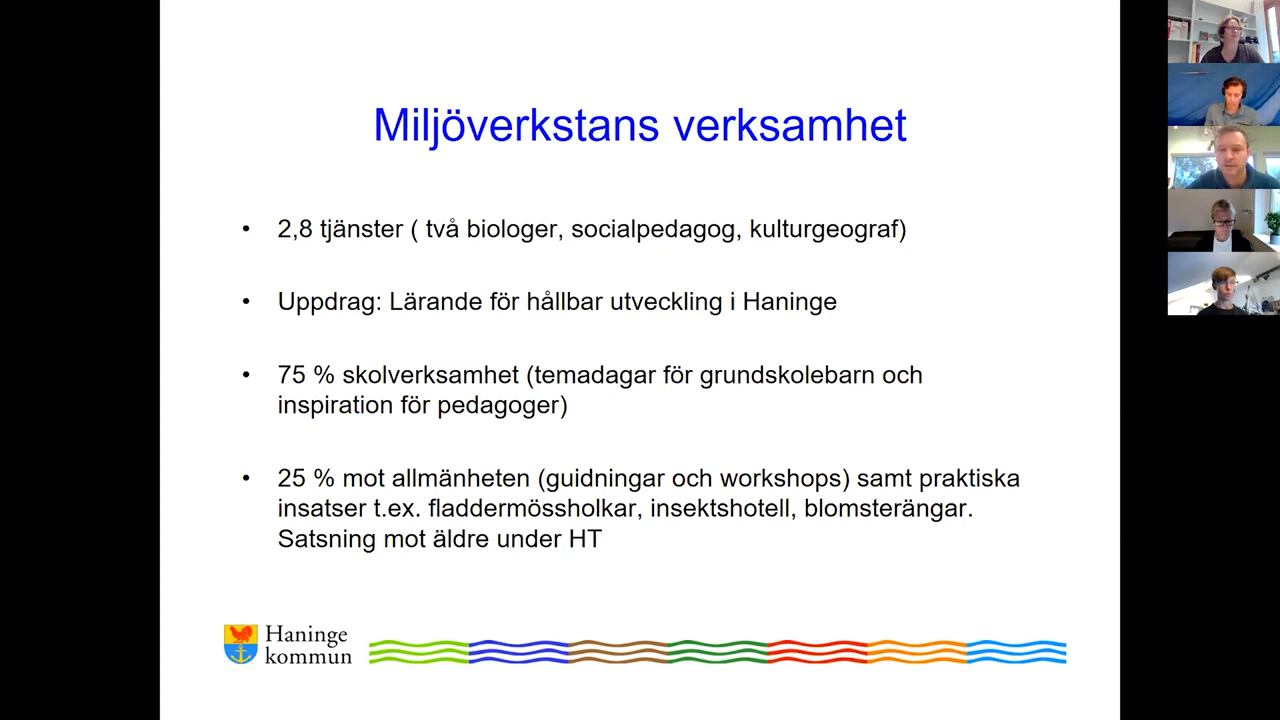 Miljöverkstans verksamhet
• 2,8 tjänster ( två biologer, socialpedagog, kulturgeograf)
• Uppdrag: Lärande för hållbar utveckling i Haninge
• 75 % skolverksamhet (temadagar för grundskolebarn och
inspiration för pedagoger)
• 25 % mot allmänheten (guidningar och workshops) samt praktiska
insatser t.ex. fladdermössholkar, insektshotell, blomsterängar.
Satsning mot äldre under HT
Haninge
kommun